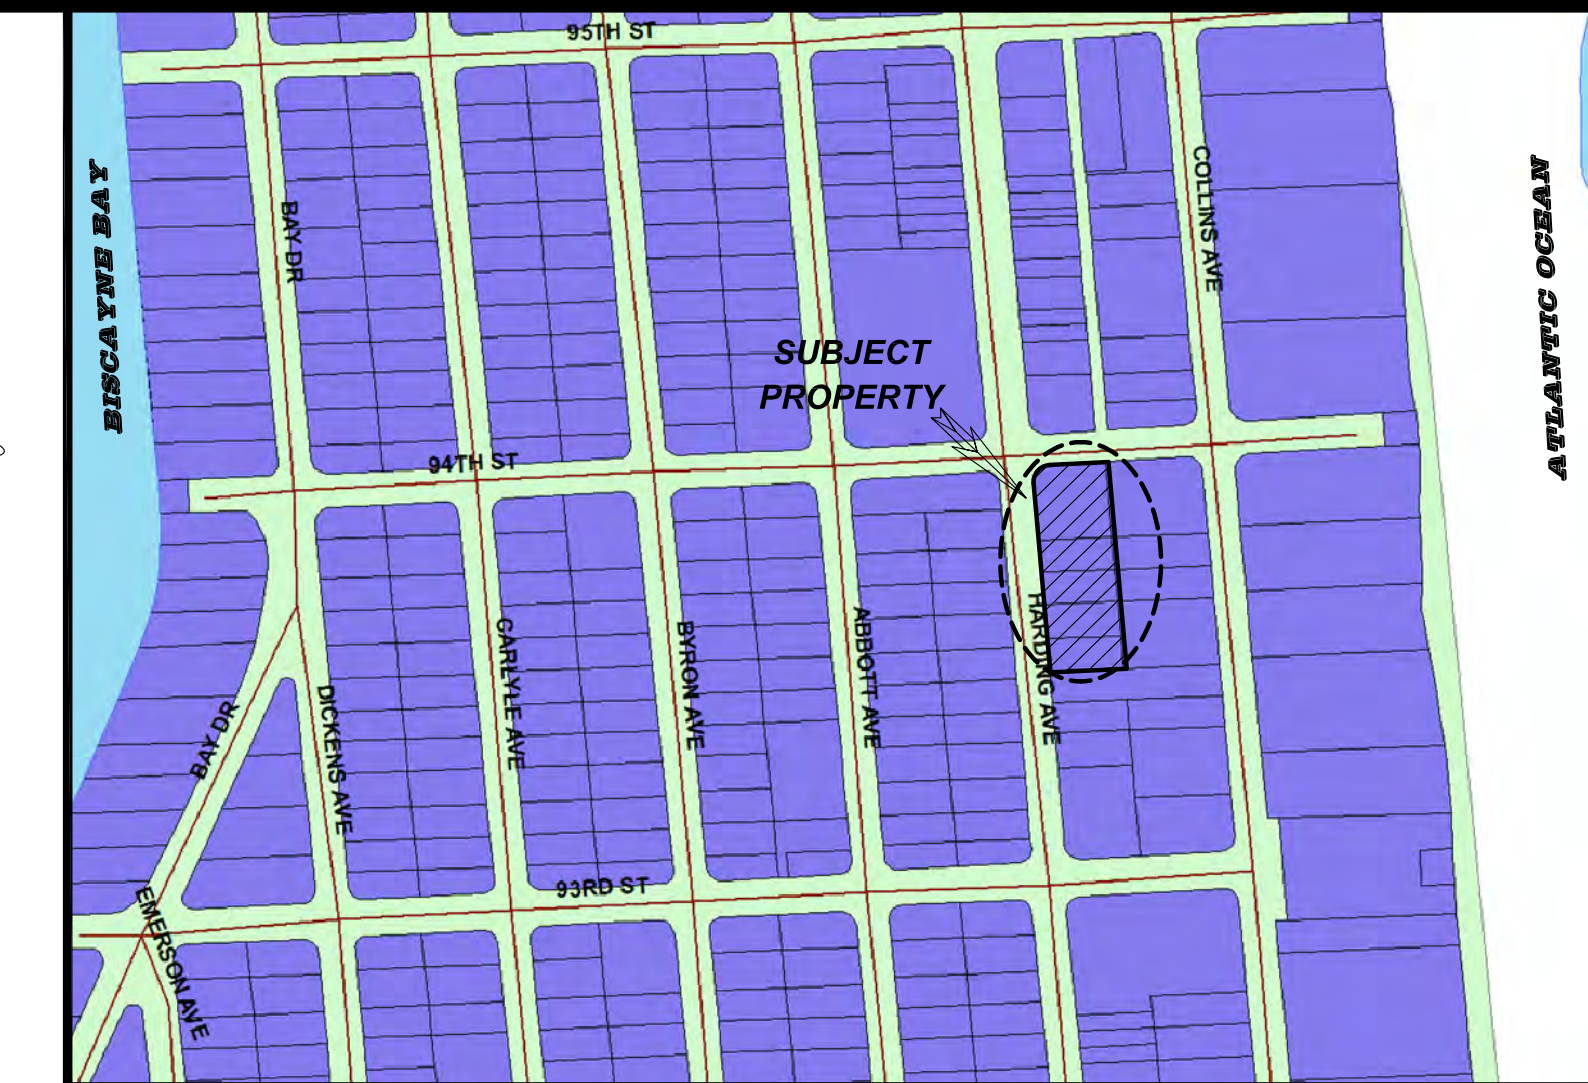 95TH ST
BISCAYNE BAY
BAY DR
COLLINS AVE
ATLANTIC OCEAN
SUBJECT
PROPERTY
94TH ST
BAY DR
DICKENS AVE
CARLYLE AVE
BYRON AVE
ABBOTT AVE
HARDING AVE
93RD ST
EMERSON AVE